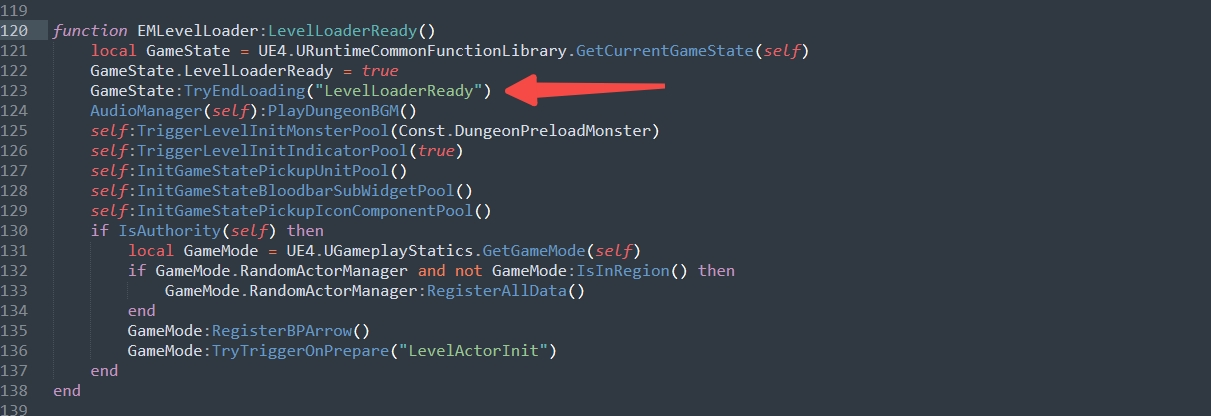 119
120 function EMLevelLoader:LevelLoaderReady()
121     local GameState = UE4.URuntimeCommonFunctionLibrary.GetCurrentGameState(self)
122     GameState.LevelLoaderReady = true
123     GameState:TryEndLoading("LevelLoaderReady")
124     AudioManager(self):PlayDungeonBGM()
125     self:TriggerLevelInitMonsterPool(Const.DungeonPreloadMonster)
126     self:TriggerLevelInitIndicatorPool(true)
127     self:InitGameStatePickupUnitPool()
128     self:InitGameStateBloodbarSubWidgetPool()
129     self:InitGameStatePickupIconComponentPool()
130     if IsAuthority(self) then
131         local GameMode = UE4.UGameplayStatics.GetGameMode(self)
132         if GameMode.RandomActorManager and not GameMode:IsInRegion() then
133             GameMode.RandomActorManager:RegisterAllData()
134         end
135         GameMode:RegisterBPArrow()
136         GameMode:TryTriggerOnPrepare("LevelActorInit")
137     end
138 end
139